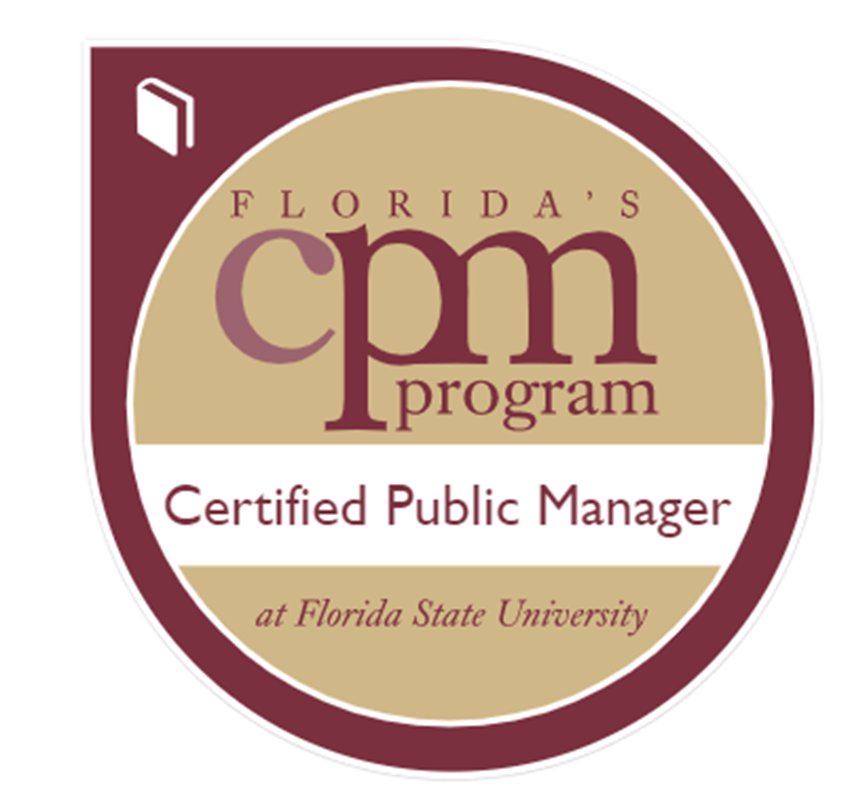 FLORIDA'S
cpm
program
Certified Public Manager
at Florida State University